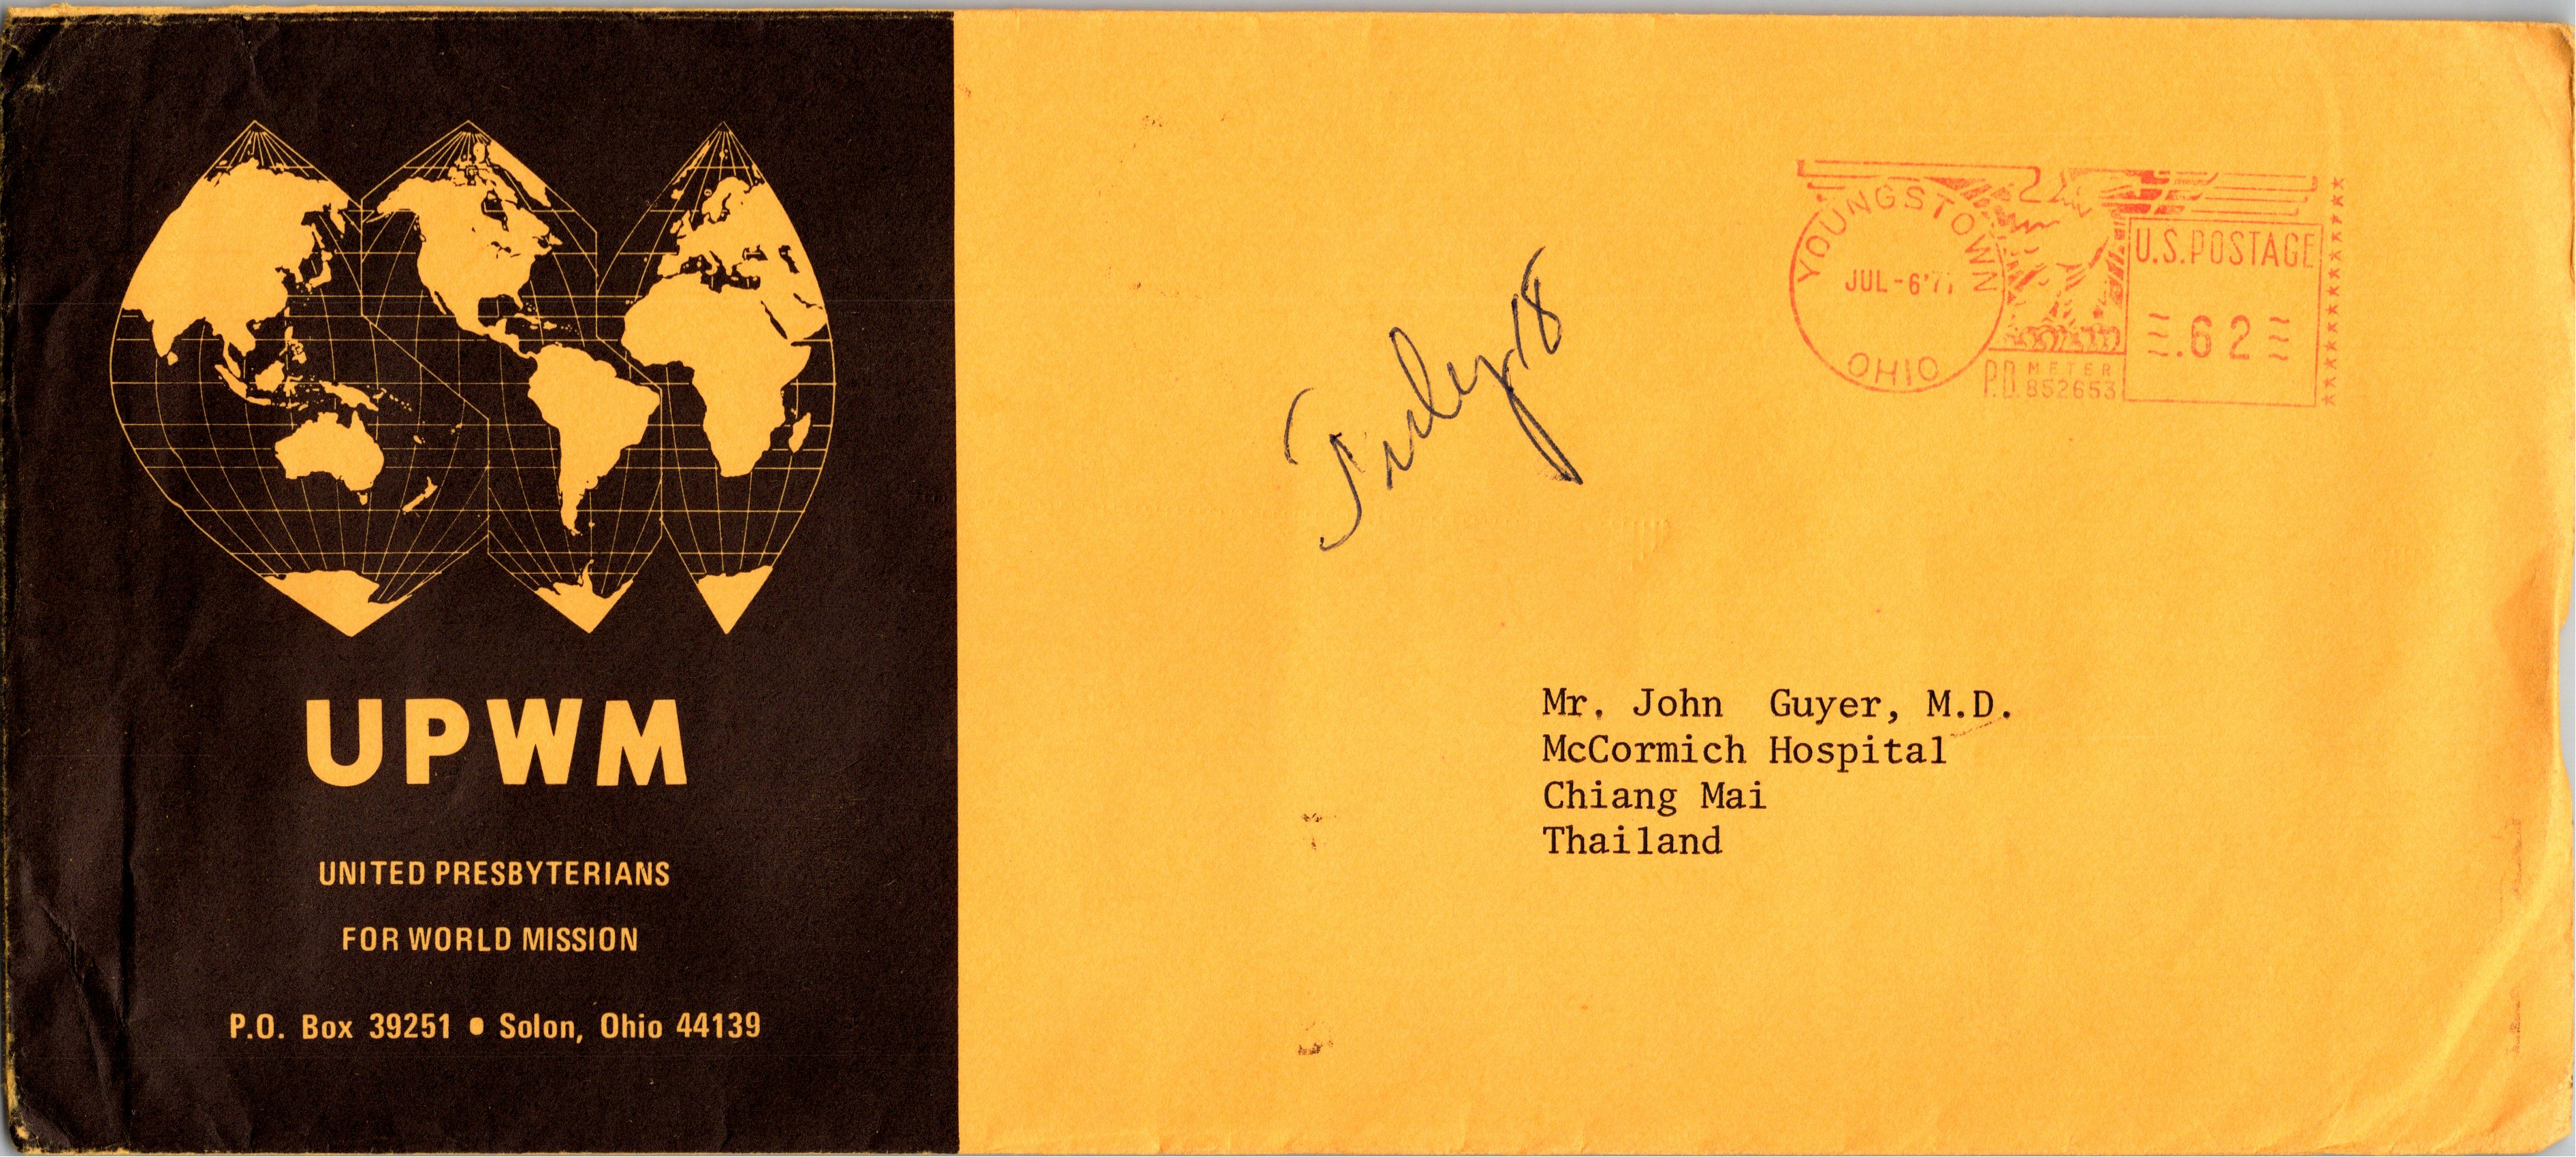 UPWM
UNITED PRESBYTERIANS
FOR WORLD MISSION
P.O. Box 39251 • Solon, Ohio 44139
July 18
YOUNGSTOWN
JUL-6'77
OHIO
P.B. METER
852653
U.S. POSTAGE
.62
Mr. John Guyer, M.D.
McCormich Hospital
Chiang Mai
Thailand